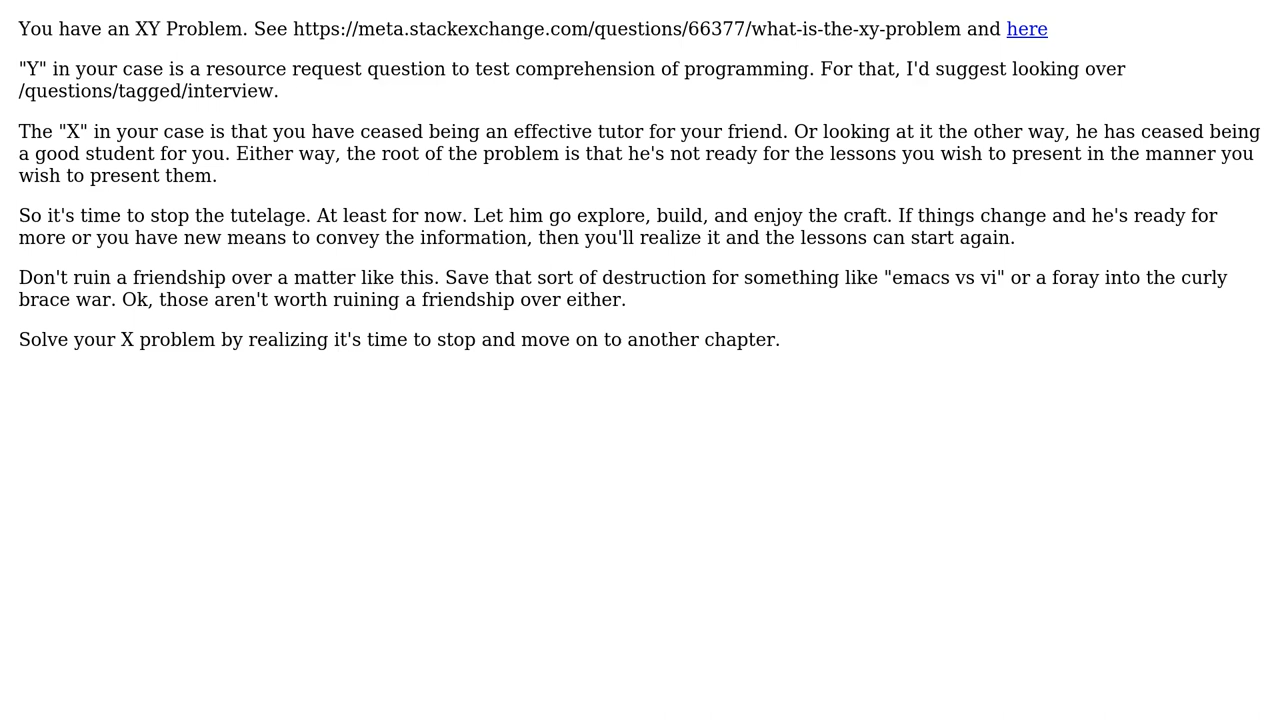 You have an XY Problem. See https://meta.stackexchange.com/questions/66377/what-is-the-xy-problem and here
"Y" in your case is a resource request question to test comprehension of programming. For that, I'd suggest looking over
/questions/tagged/interview.
The "X" in your case is that you have ceased being an effective tutor for your friend. Or looking at it the other way, he has ceased being
a good student for you. Either way, the root of the problem is that he's not ready for the lessons you wish to present in the manner you
wish to present them.
So it's time to stop the tutelage. At least for now. Let him go explore, build, and enjoy the craft. If things change and he's ready for
more or you have new means to convey the information, then you'll realize it and the lessons can start again.
Don't ruin a friendship over a matter like this. Save that sort of destruction for something like "emacs vs vi" or a foray into the curly
brace war. Ok, those aren't worth ruining a friendship over either.
Solve your X problem by realizing it's time to stop and move on to another chapter.